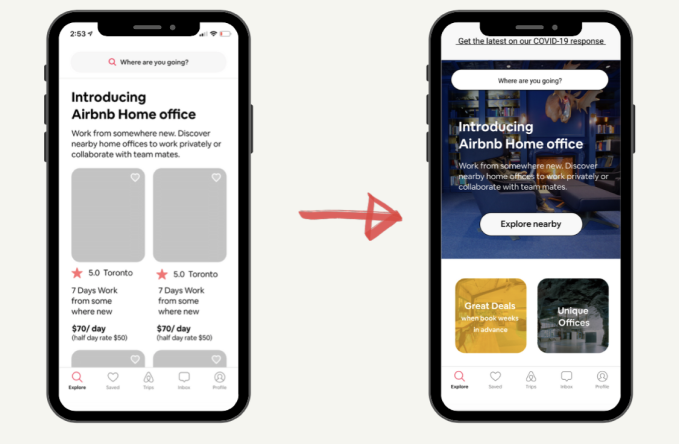 2:53
Where are you going?
Introducing
Airbnb Home office
Work from somewhere new. Discover
nearby home offices to work privately or
collaborate with team mates.
5.0 Toronto
5.0 Toronto
7 Days Work
from some
where new
7 Days Work
from some
where new
$70/ day
(half day rate $50)
$70/ day
(half day rate $50)
Explore
Saved
Trips
Inbox
Profile
Get the latest on our COVID-19 response
Where are you going?
Introducing
Airbnb Home office
Work from somewhere new. Discover
nearby home offices to work privately or
collaborate with team mates.
Explore nearby
Great Deals
when book weeks
in advance
Unique
Offices
Explore
Saved
Trips
Inbox
Profile